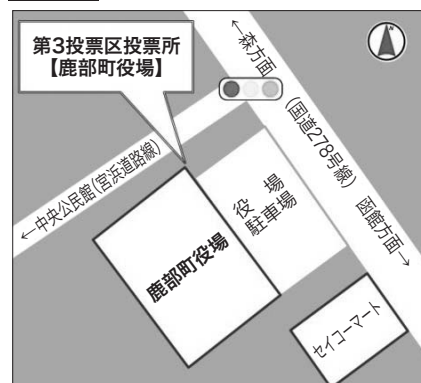 第3投票区投票所
【鹿部町役場】
←森方面
(国道278号線)
函館方面→
←中央公民館(宮浜道路線)
役場
駐車場
鹿部町役場
セイコーマート
N